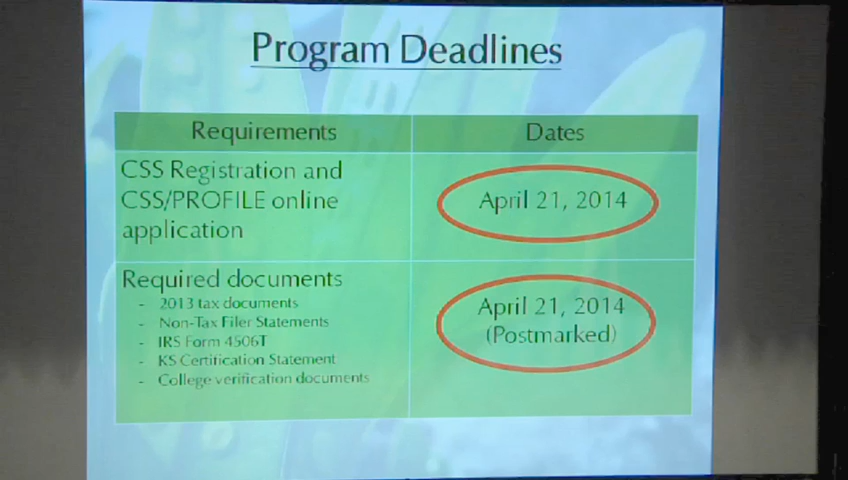 Program Deadlines
Requirements
Dates
CSS Registration and
CSS/PROFILE online
application
April 21, 2014
Required documents
- 2013 tax documents
- Non-Tax Filer Statements
- IRS Form 4506T
- KS Certification Statement
- College verification documents
April 21, 2014
(Postmarked)